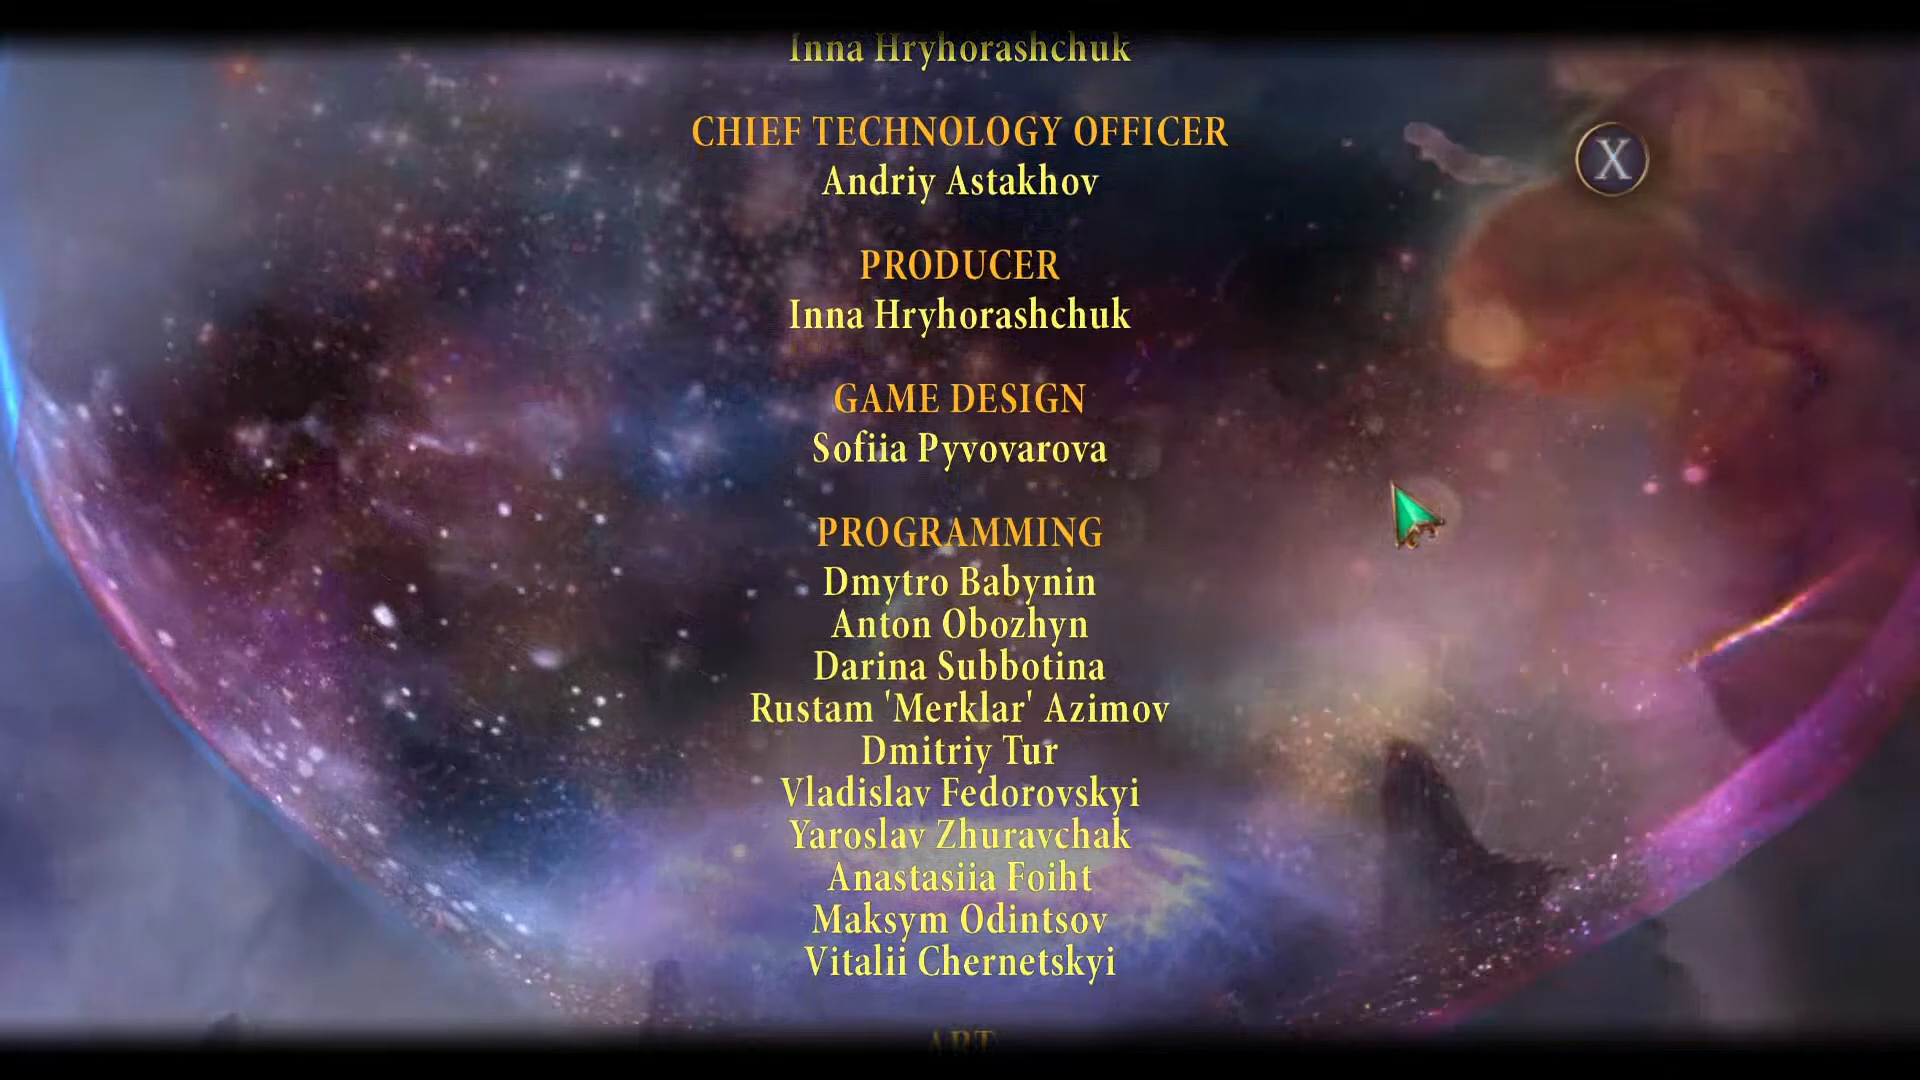 Inna Hryhorashchuk
CHIEF TECHNOLOGY OFFICER
Andriy Astakhov
X
PRODUCER
Inna Hryhorashchuk
GAME DESIGN
Sofiia Pyvovarova
PROGRAMMING
Dmytro Babynin
Anton Obozhyn
Darina Subbotina
Rustam 'Merklar' Azimov
Dmitriy Tur
Vladislav Fedorovskyi
Yaroslav Zhuravchak
Anastasiia Foiht
Maksym Odintsov
Vitalii Chernetskyi
ART